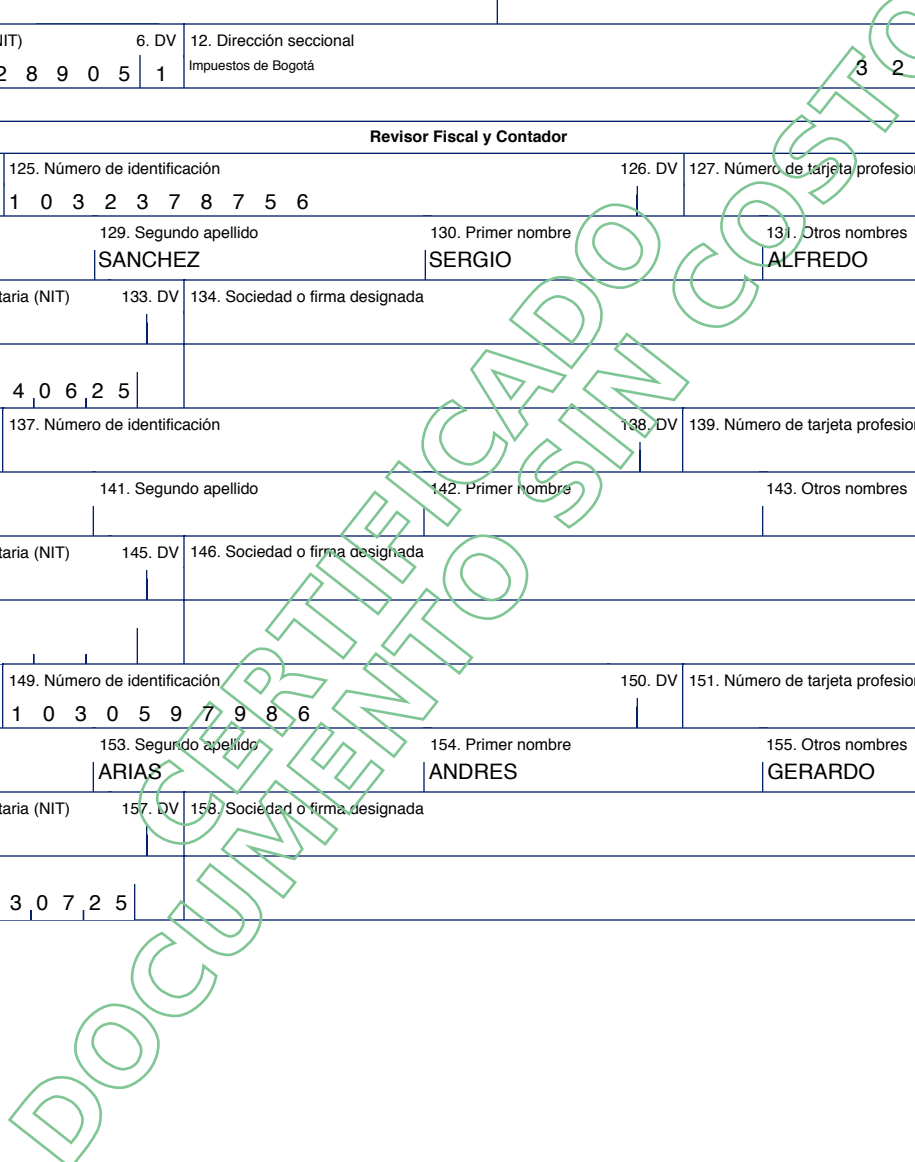 IIT) 6. DV 12. Dirección seccional
2 8 9 0 5 1 Impuestos de Bogotá 3 2
Revisor Fiscal y Contador
125. Número de identificación 126. DV 127. Número de tarjeta profesion
1 0 3 2 3 7 8 7 5 6
129. Segundo apellido 130. Primer nombre 131. Otros nombres
SANCHEZ SERGIO ALFREDO
taria (NIT) 133. DV 134. Sociedad o firma designada
4 0 6 2 5
137. Número de identificación 138. DV 139. Número de tarjeta profesion
141. Segundo apellido 142. Primer nombre 143. Otros nombres
taria (NIT) 145. DV 146. Sociedad o firma designada
149. Número de identificación 150. DV 151. Número de tarjeta profesion
1 0 3 0 5 9 7 9 8 6
153. Segundo apellido 154. Primer nombre 155. Otros nombres
ARIAS ANDRES GERARDO
taria (NIT) 157. DV 158. Sociedad o firma designada
3 0 7 2 5
CERTIFICADO
DOCUMENTO SIN COSTO